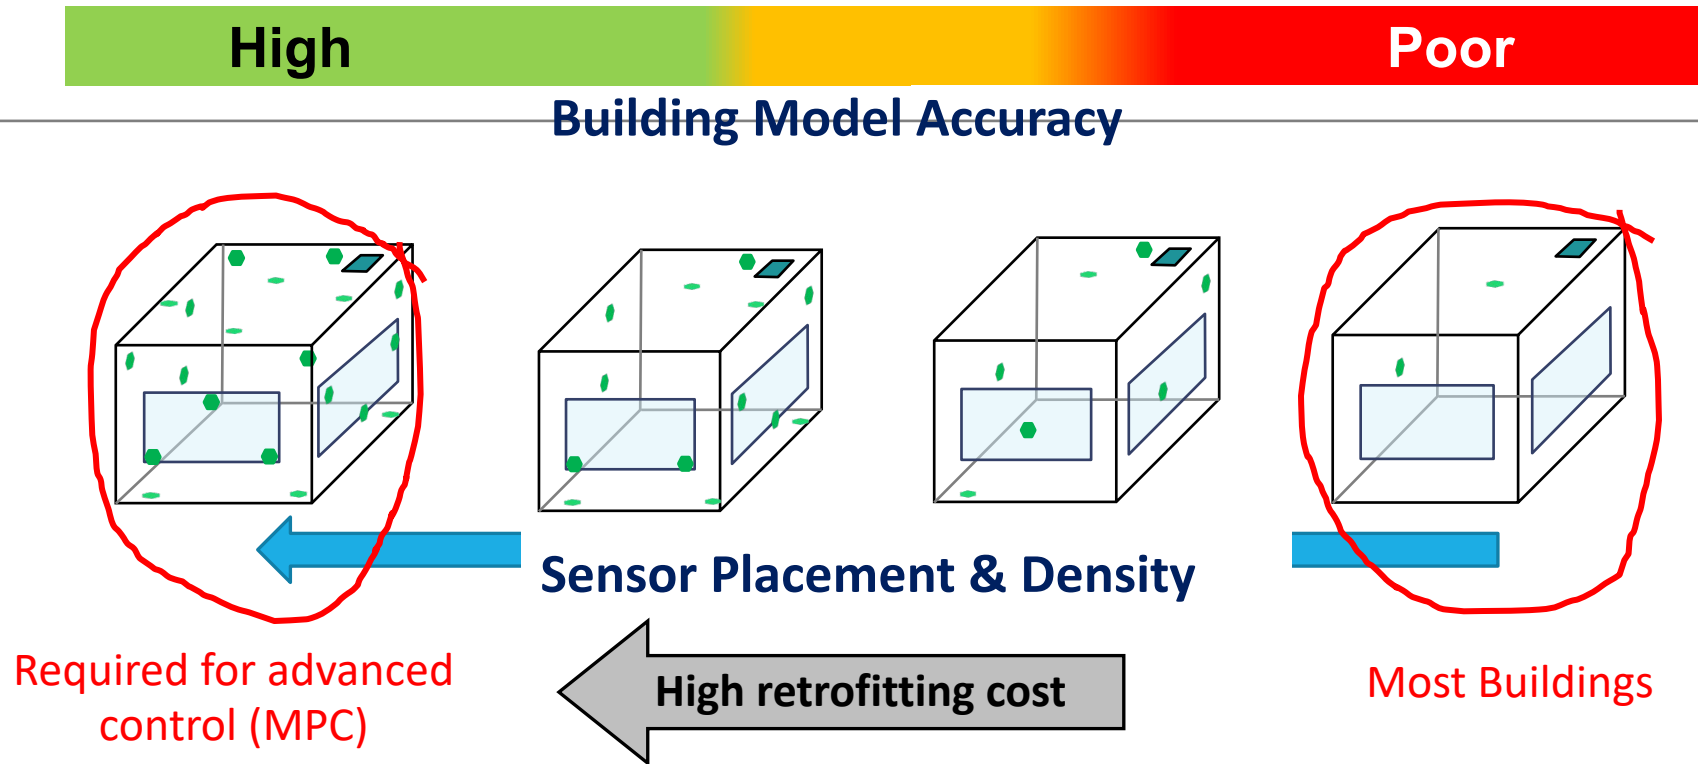 High
Poor
Building Model Accuracy
Sensor Placement & Density
Required for advanced
control (MPC)
High retrofitting cost
Most Buildings